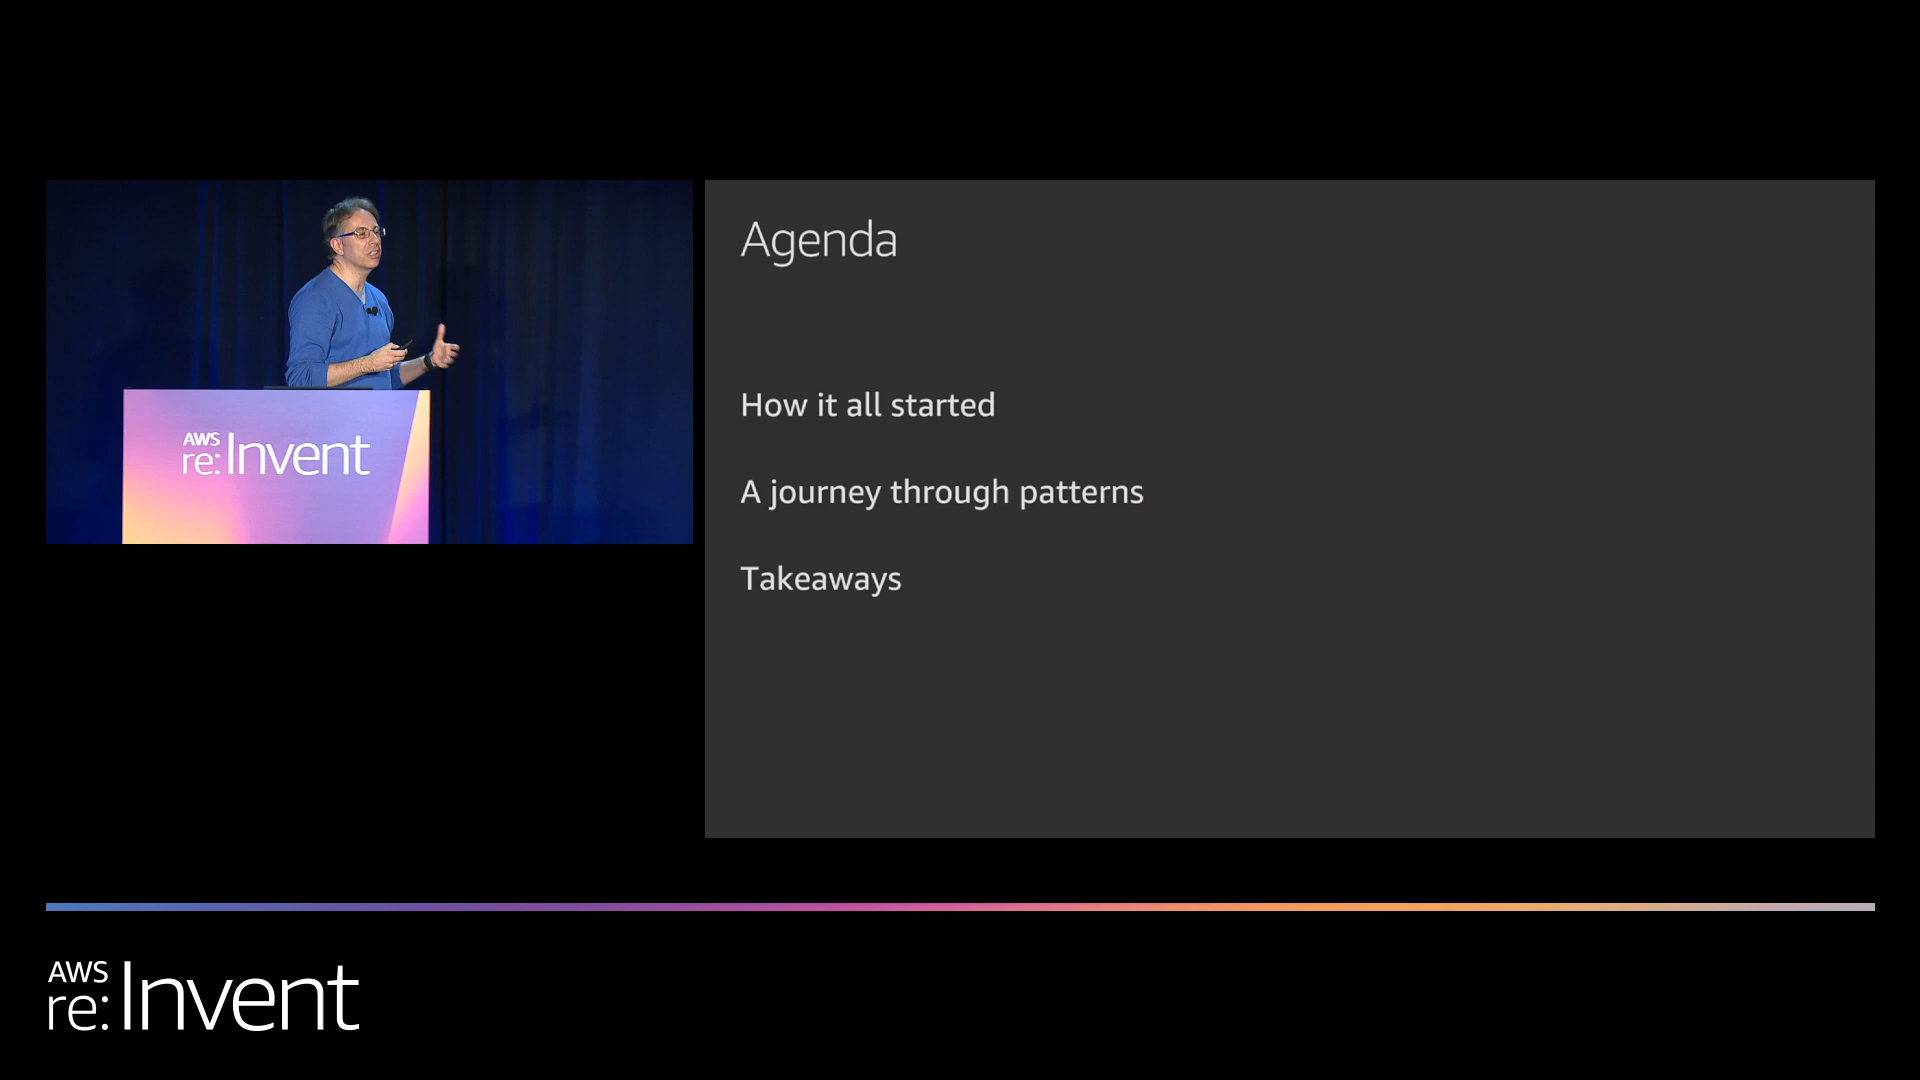 AWS
re:Invent
Agenda
How it all started
A journey through patterns
Takeaways
AWS
re:Invent